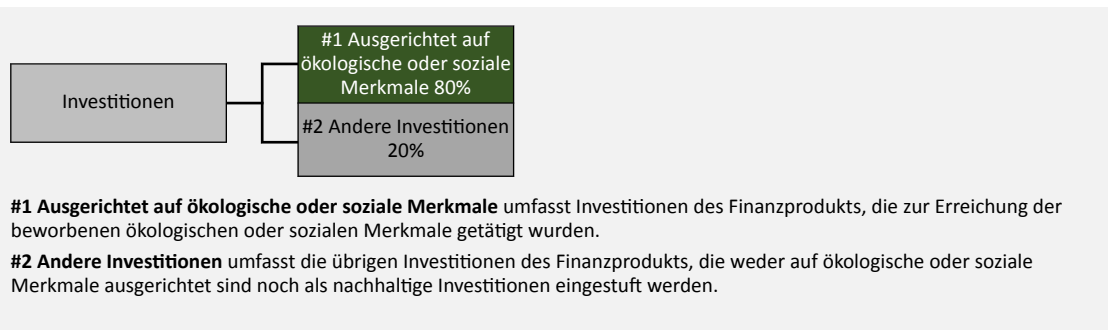 #1 Ausgerichtet auf
ökologische oder soziale
Merkmale 80%
Investitionen
#2 Andere Investitionen
20%
#1 Ausgerichtet auf ökologische oder soziale Merkmale umfasst Investitionen des Finanzprodukts, die zur Erreichung der
beworbenen ökologischen oder sozialen Merkmale getätigt wurden.
#2 Andere Investitionen umfasst die übrigen Investitionen des Finanzprodukts, die weder auf ökologische oder soziale
Merkmale ausgerichtet sind noch als nachhaltige Investitionen eingestuft werden.